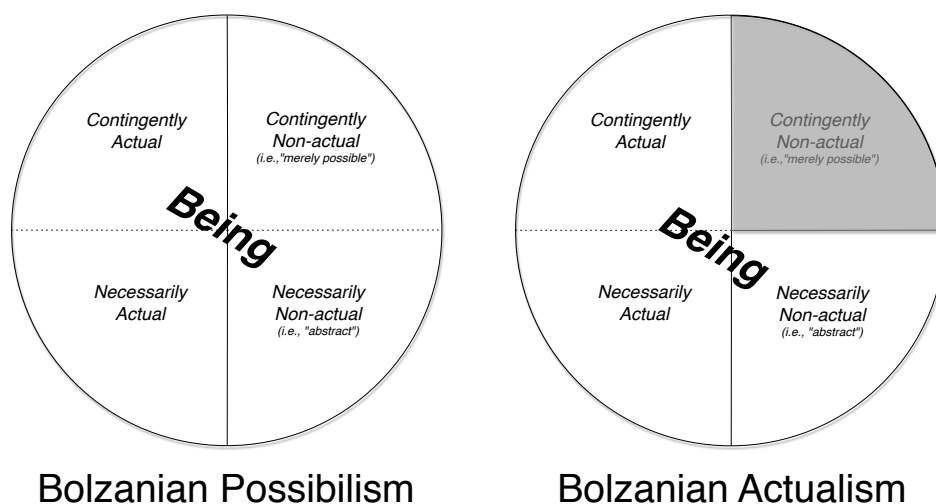 Contingently
Actual
Contingently
Non-actual
(i.e.,"merely possible")
Being
Necessarily
Actual
Necessarily
Non-actual
(i.e., "abstract")
Bolzanian Possibilism
Contingently
Actual
Contingently
Non-actual
(i.e.,"merely possible")
Being
Necessarily
Actual
Necessarily
Non-actual
(i.e., "abstract")
Bolzanian Actualism